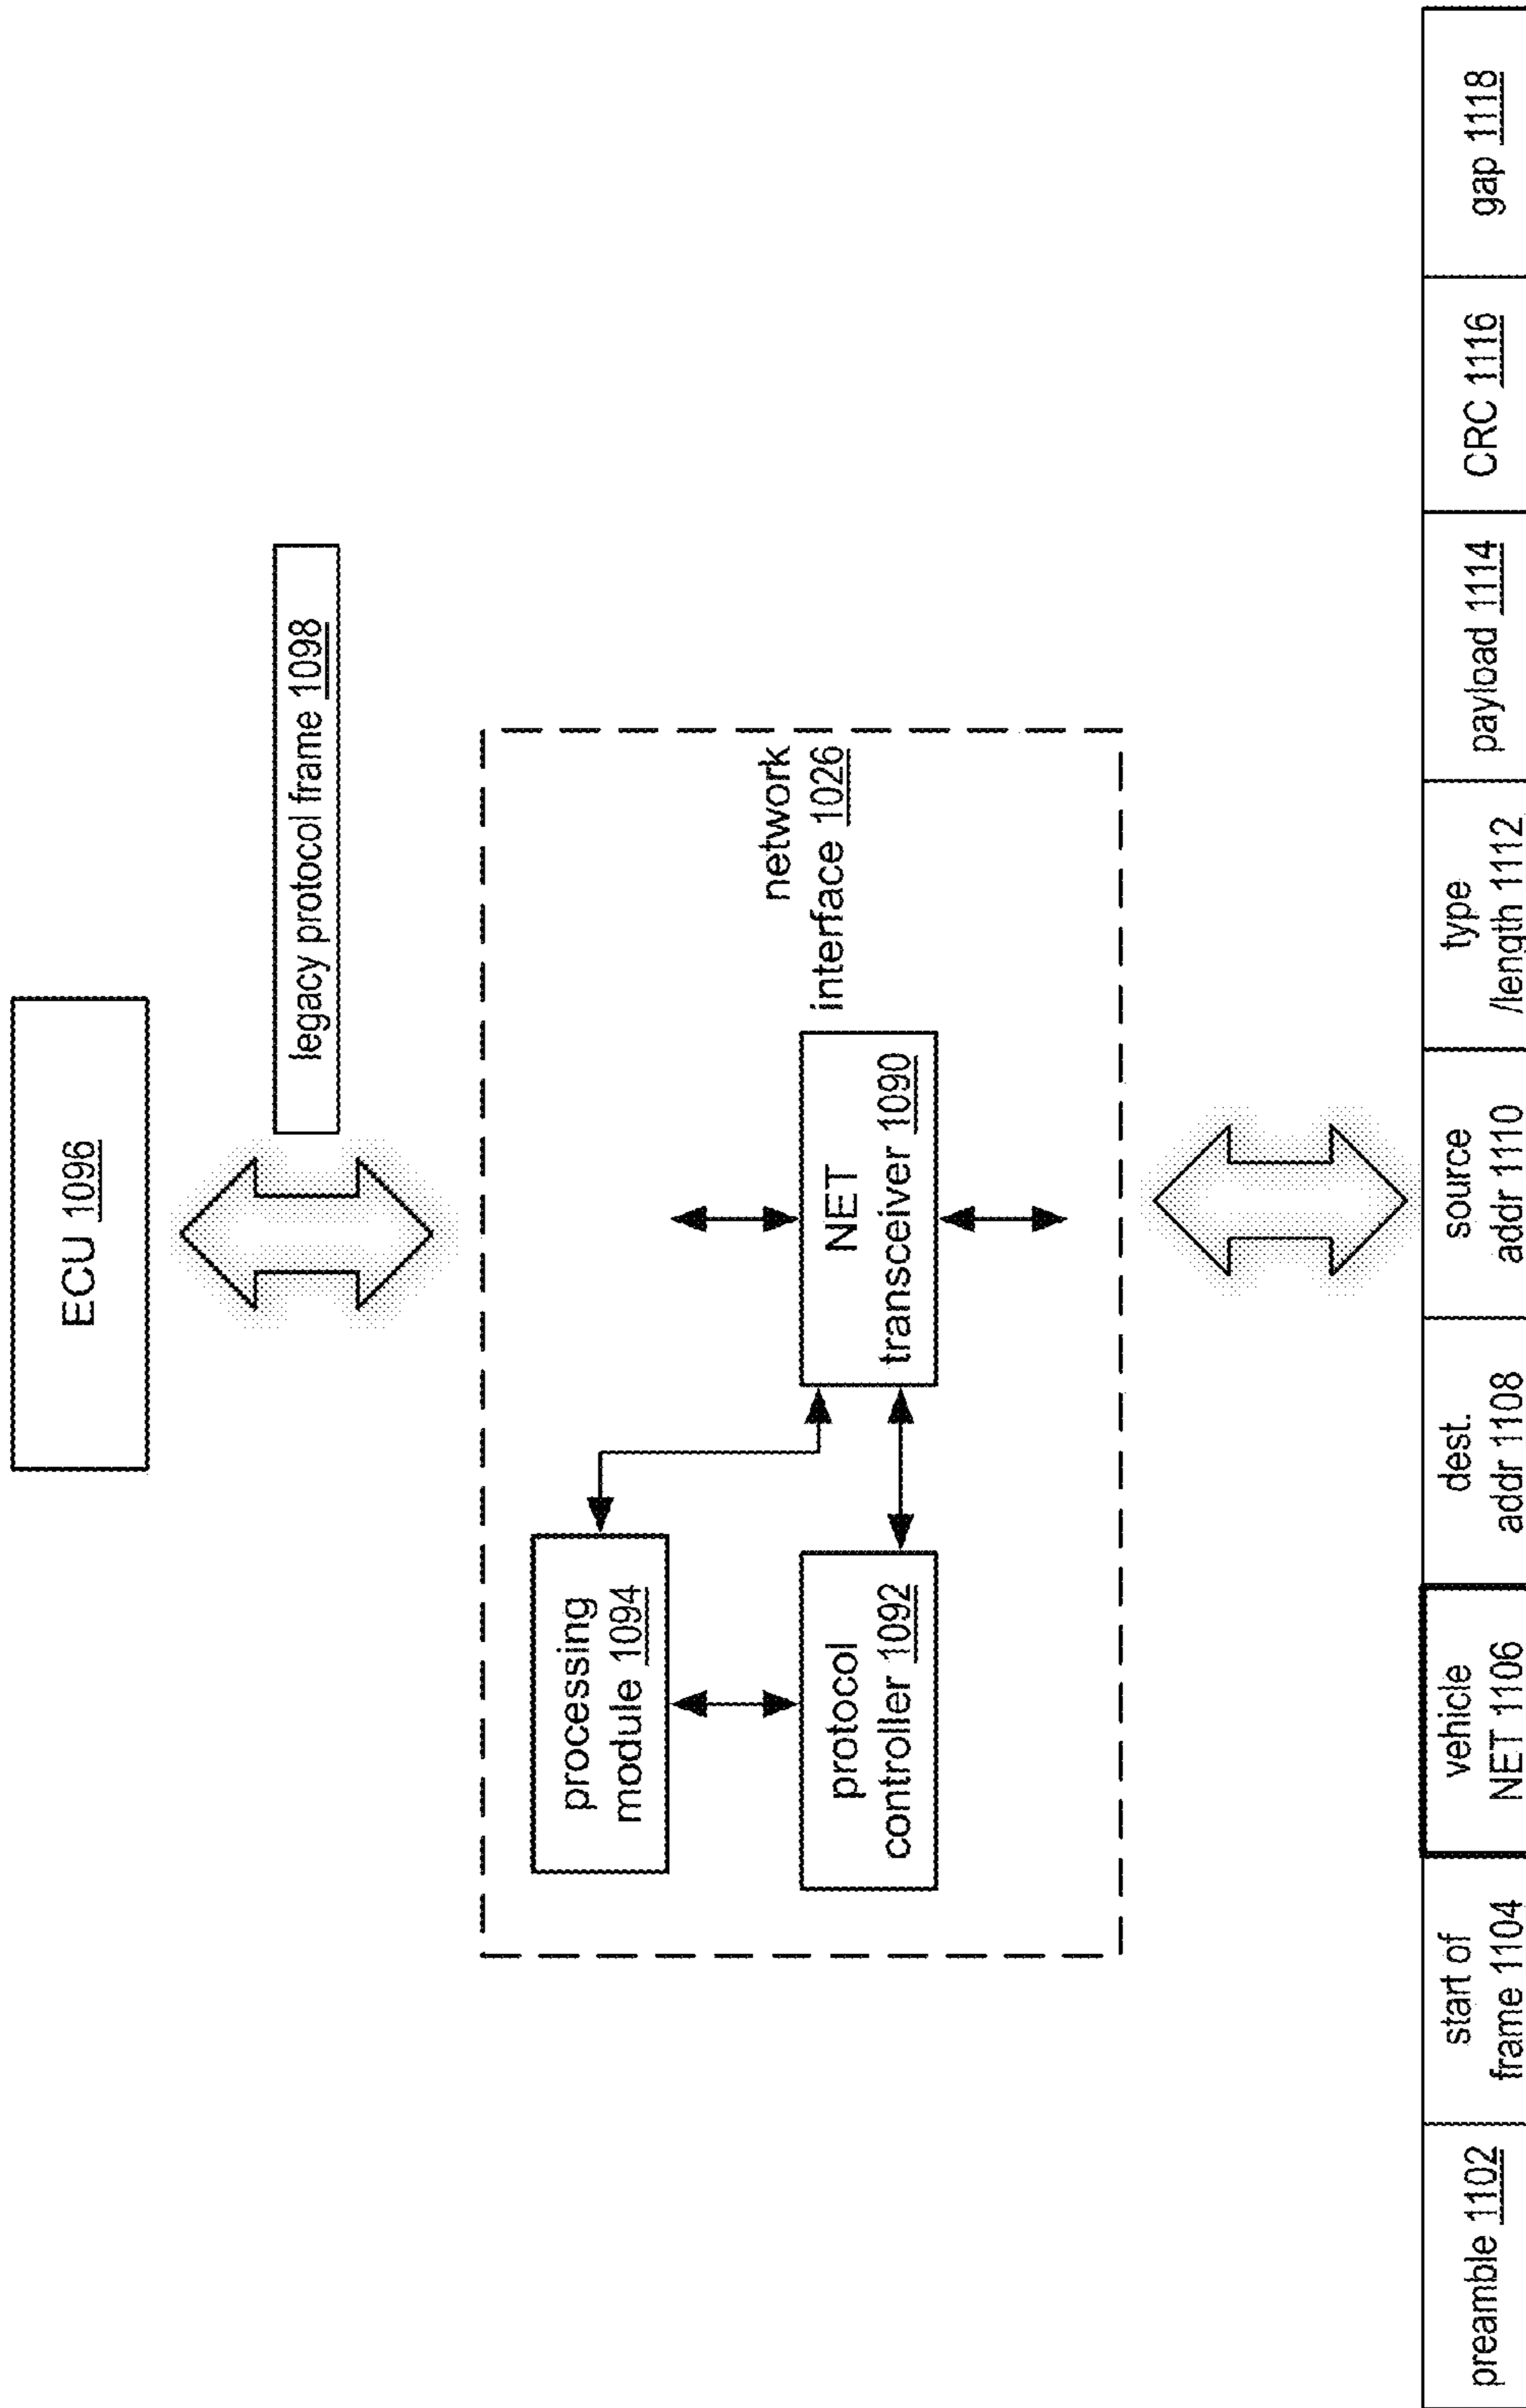 ECU 1096
legacy protocol frame 1098
network
interface 1026
processing
module 1094
NET
transceiver 1090
protocol
controller 1092
preamble 1102
start of
frame 1104
vehicle
NET 1106
dest.
addr 1108
source
addr 1110
type
/length 1112
payload 1114
CRC 1116
gap 1118